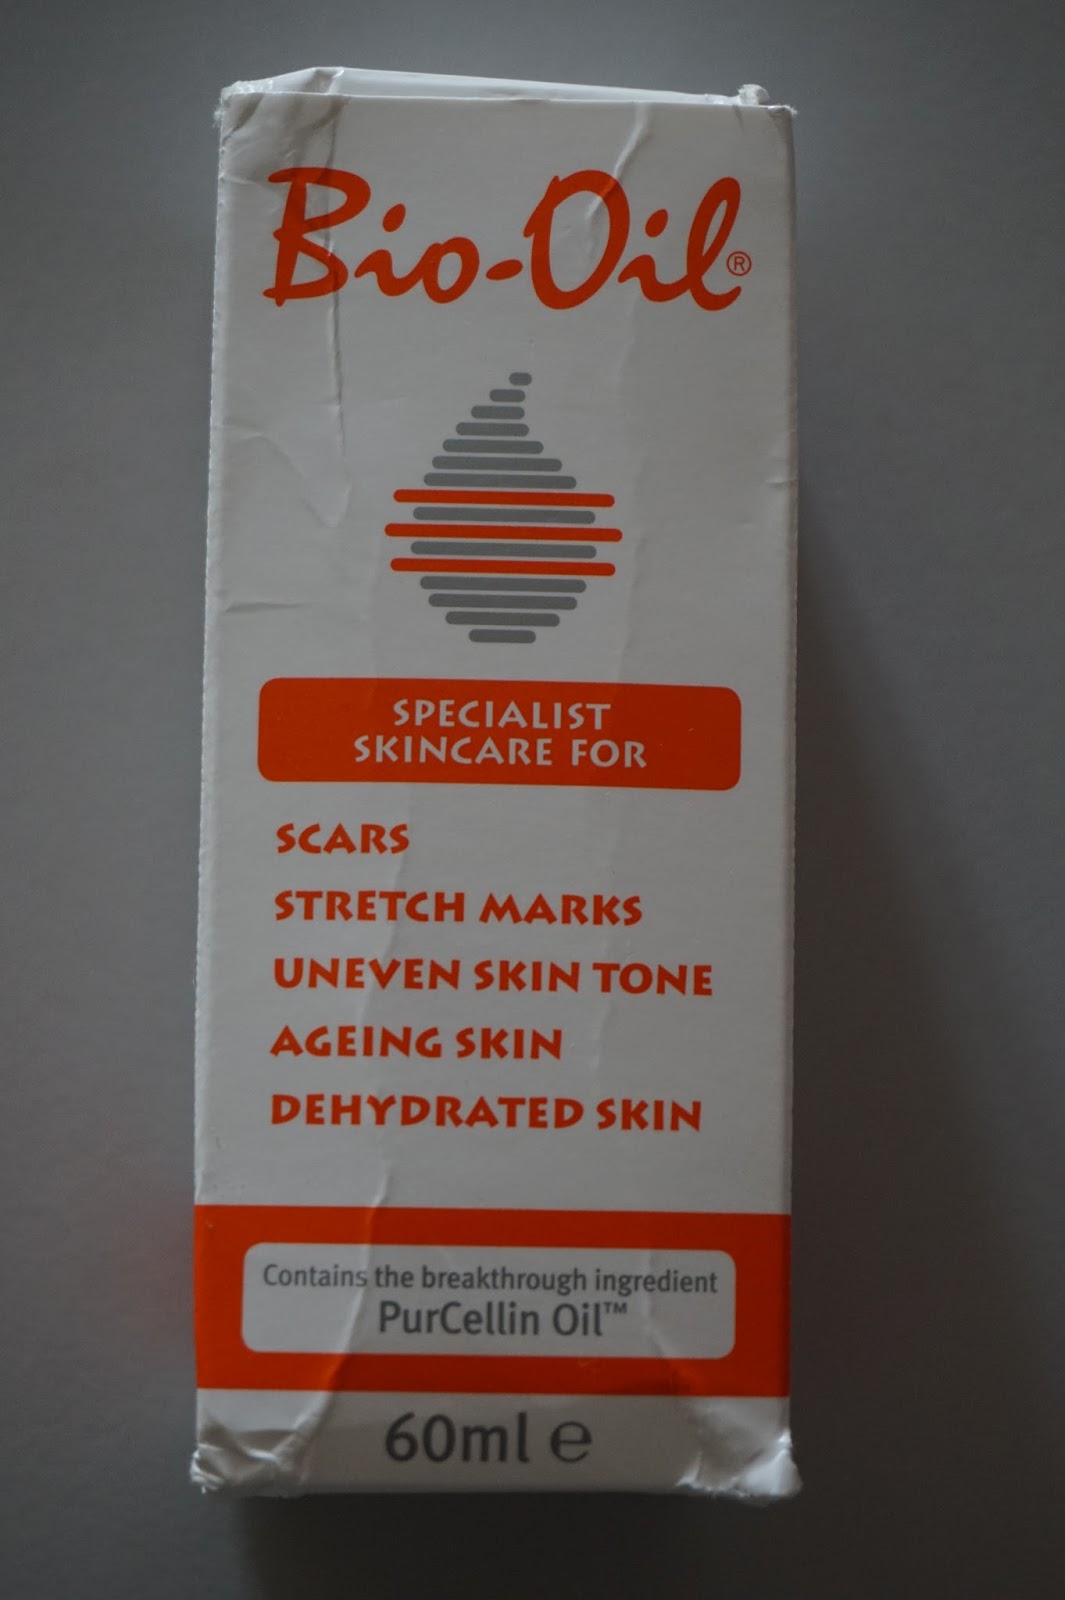 Bio-Oil®
SPECIALIST
SKINCARE FOR
SCARS
STRETCH MARKS
UNEVEN SKIN TONE
AGEING SKIN
DEHYDRATED SKIN
Contains the breakthrough ingredient
PurCellin Oil™
60ml ℮